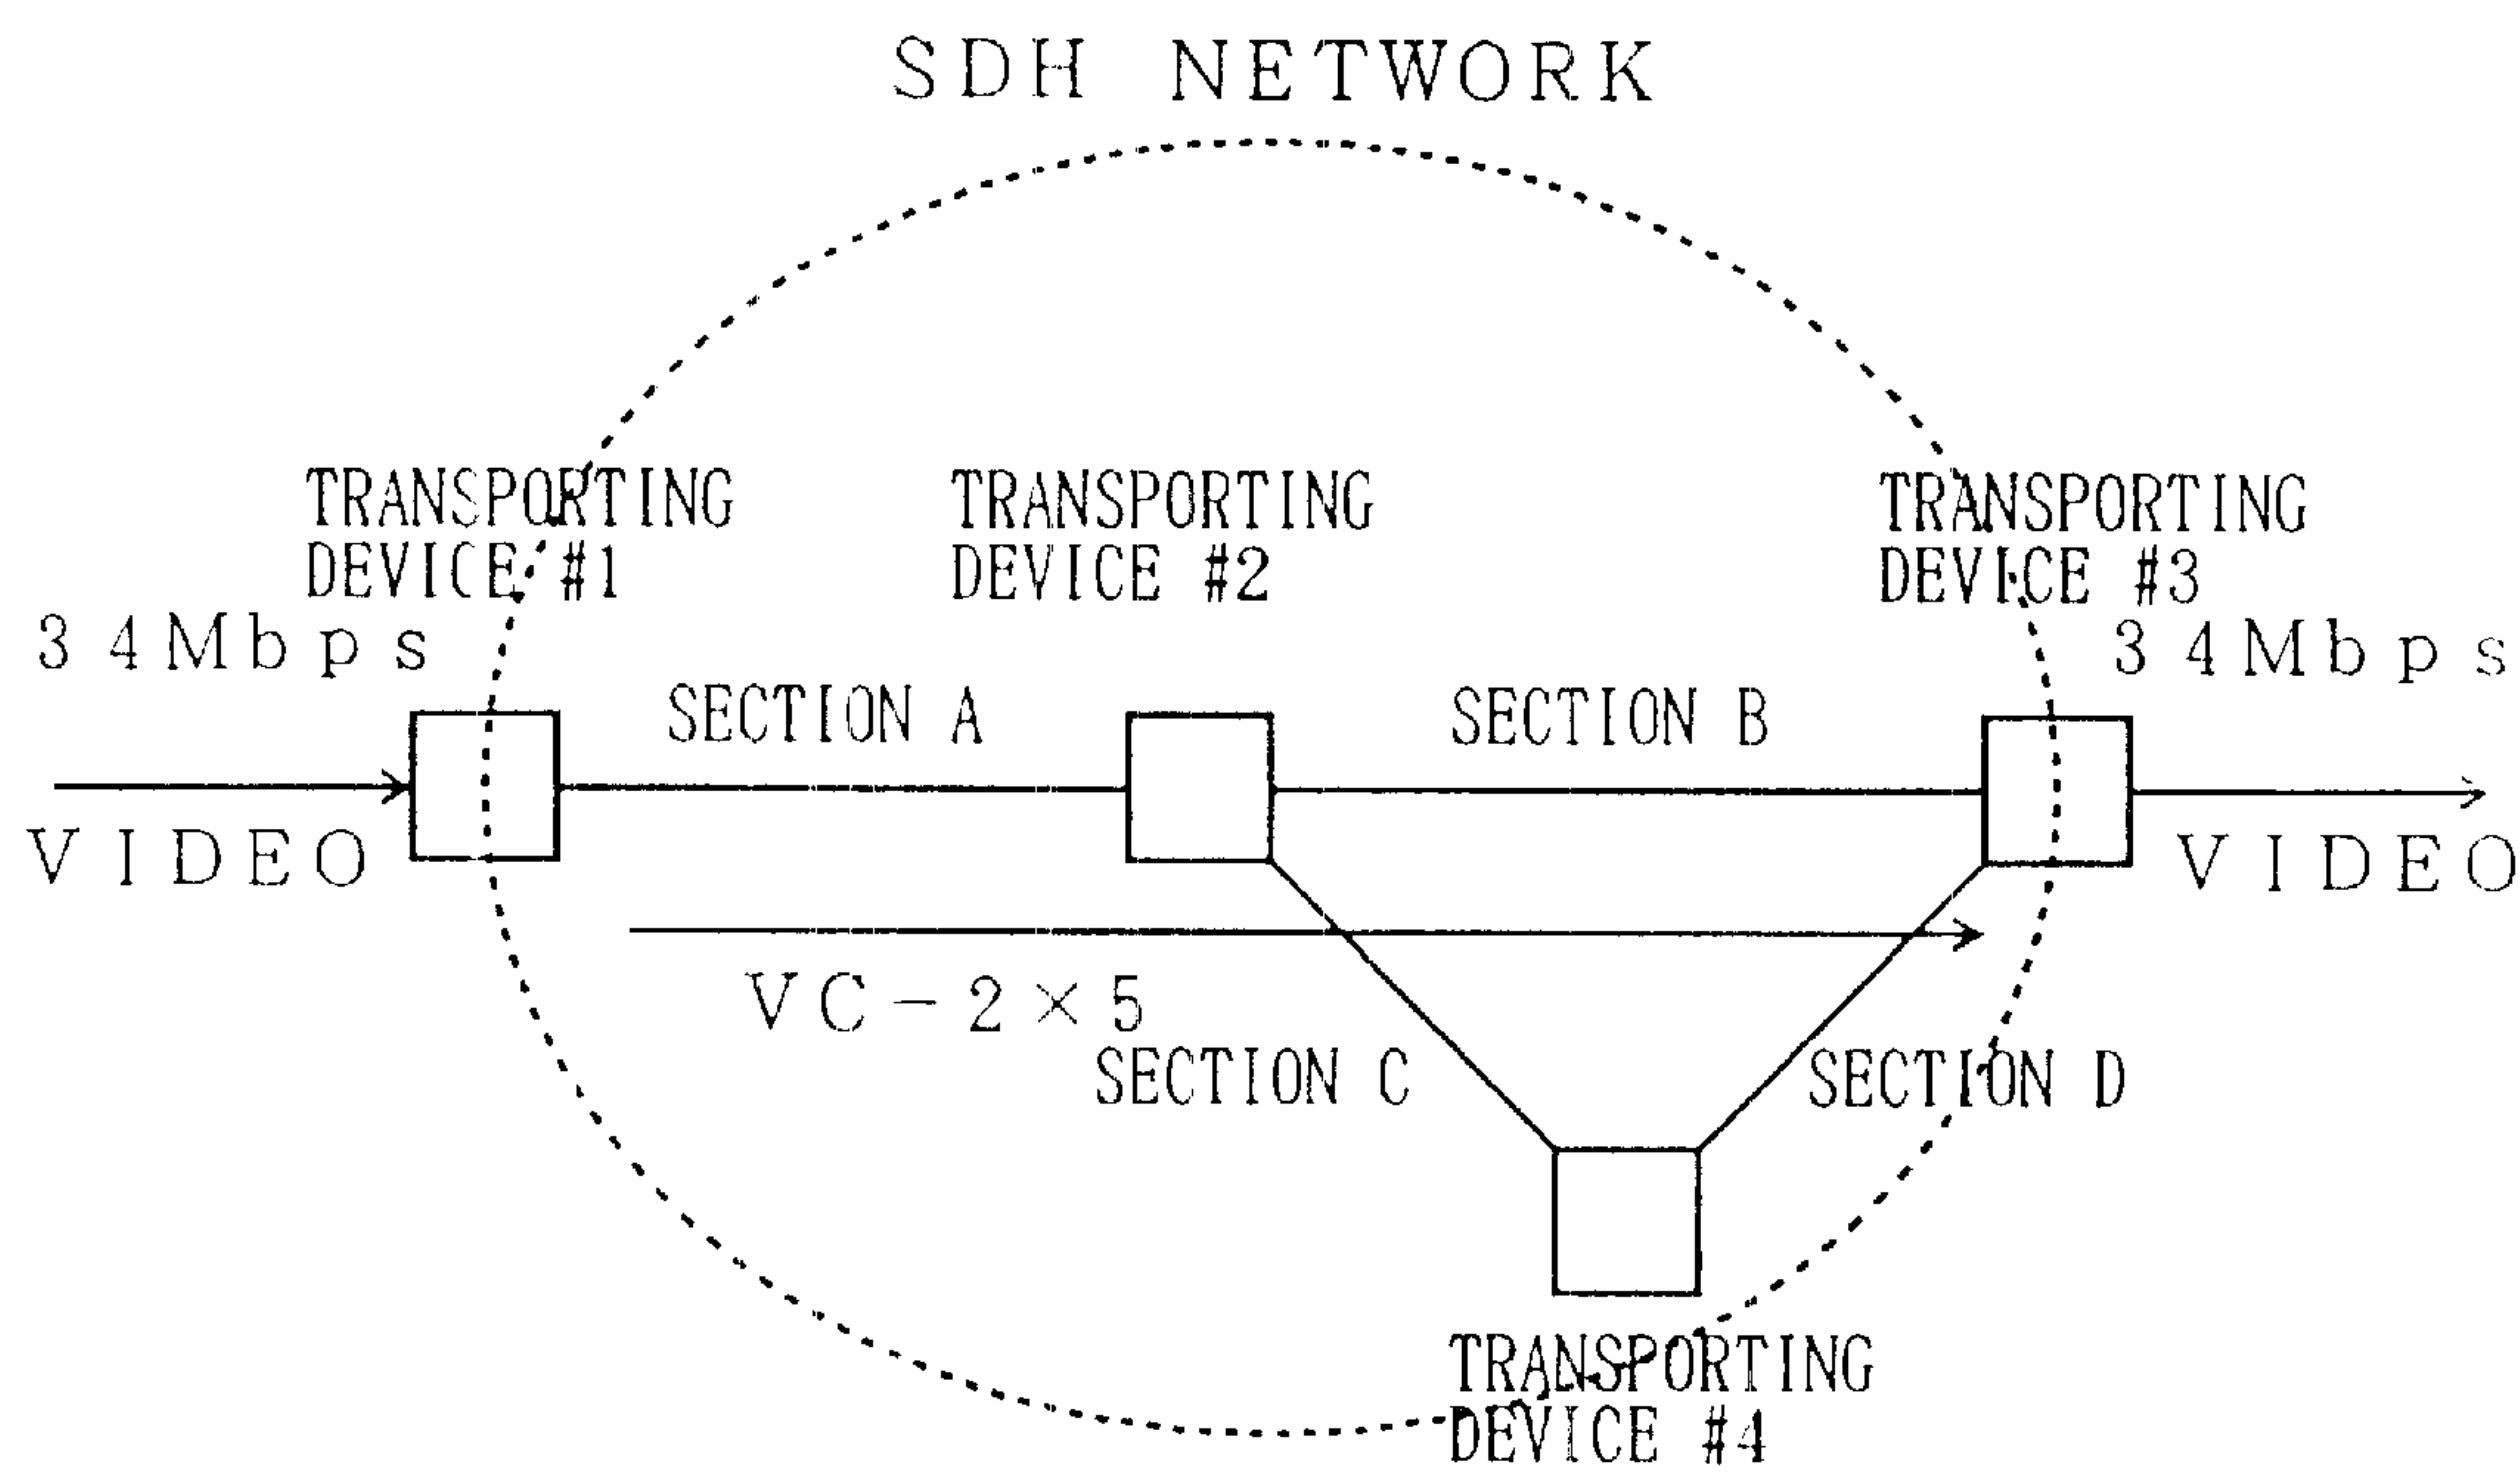 SDH NETWORK
TRANSPORTING
DEVICE #1
TRANSPORTING
DEVICE #2
TRANSPORTING
DEVICE #3
34Mbps
34Mbps
SECTION A
SECTION B
VIDEO
VIDEO
VC-2×5
SECTION C
SECTION D
TRANSPORTING
DEVICE #4